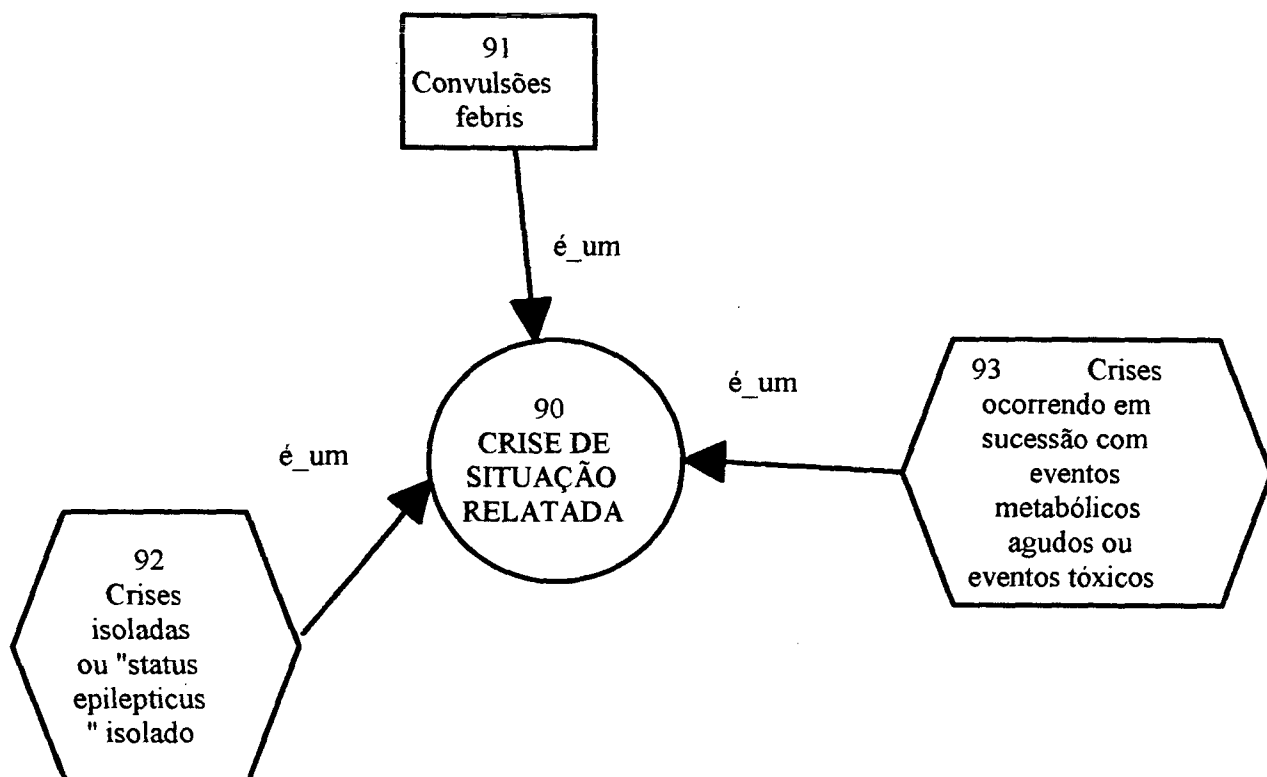 91
Convulsões
febris
é_um
é_um
90
CRISE DE
SITUAÇÃO
RELATADA
93 Crises
ocorrendo em
sucessão com
eventos
metabólicos
agudos ou
eventos tóxicos
é_um
92
Crises
isoladas
ou "status
epilepticus
" isolado